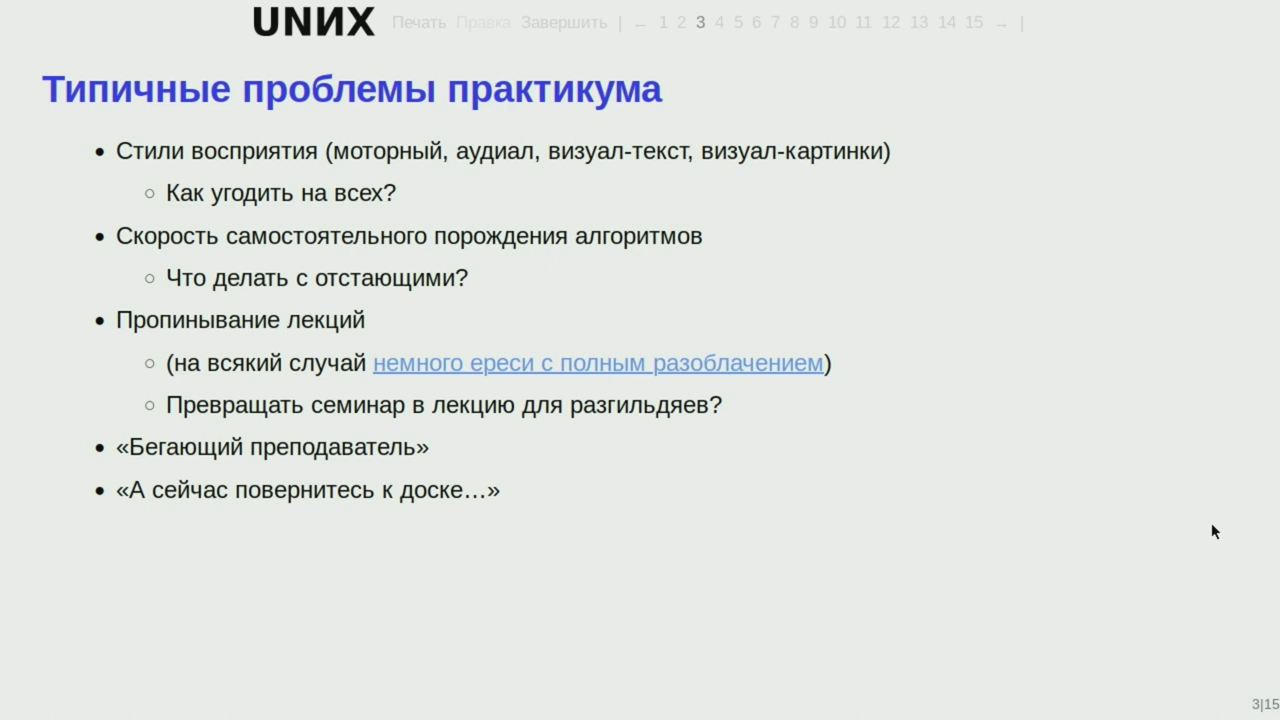 UNИX Печать Правка Завершить | ← 1 2 3 4 5 6 7 8 9 10 11 12 13 14 15 → |
Типичные проблемы практикума
• Стили восприятия (моторный, аудиал, визуал-текст, визуал-картинки)
○ Как угодить на всех?
• Скорость самостоятельного порождения алгоритмов
○ Что делать с отстающими?
• Пропинывание лекций
○ (на всякий случай немного ереси с полным разоблачением)
○ Превращать семинар в лекцию для разгильдяев?
• «Бегающий преподаватель»
• «А сейчас повернитесь к доске…»
3|15